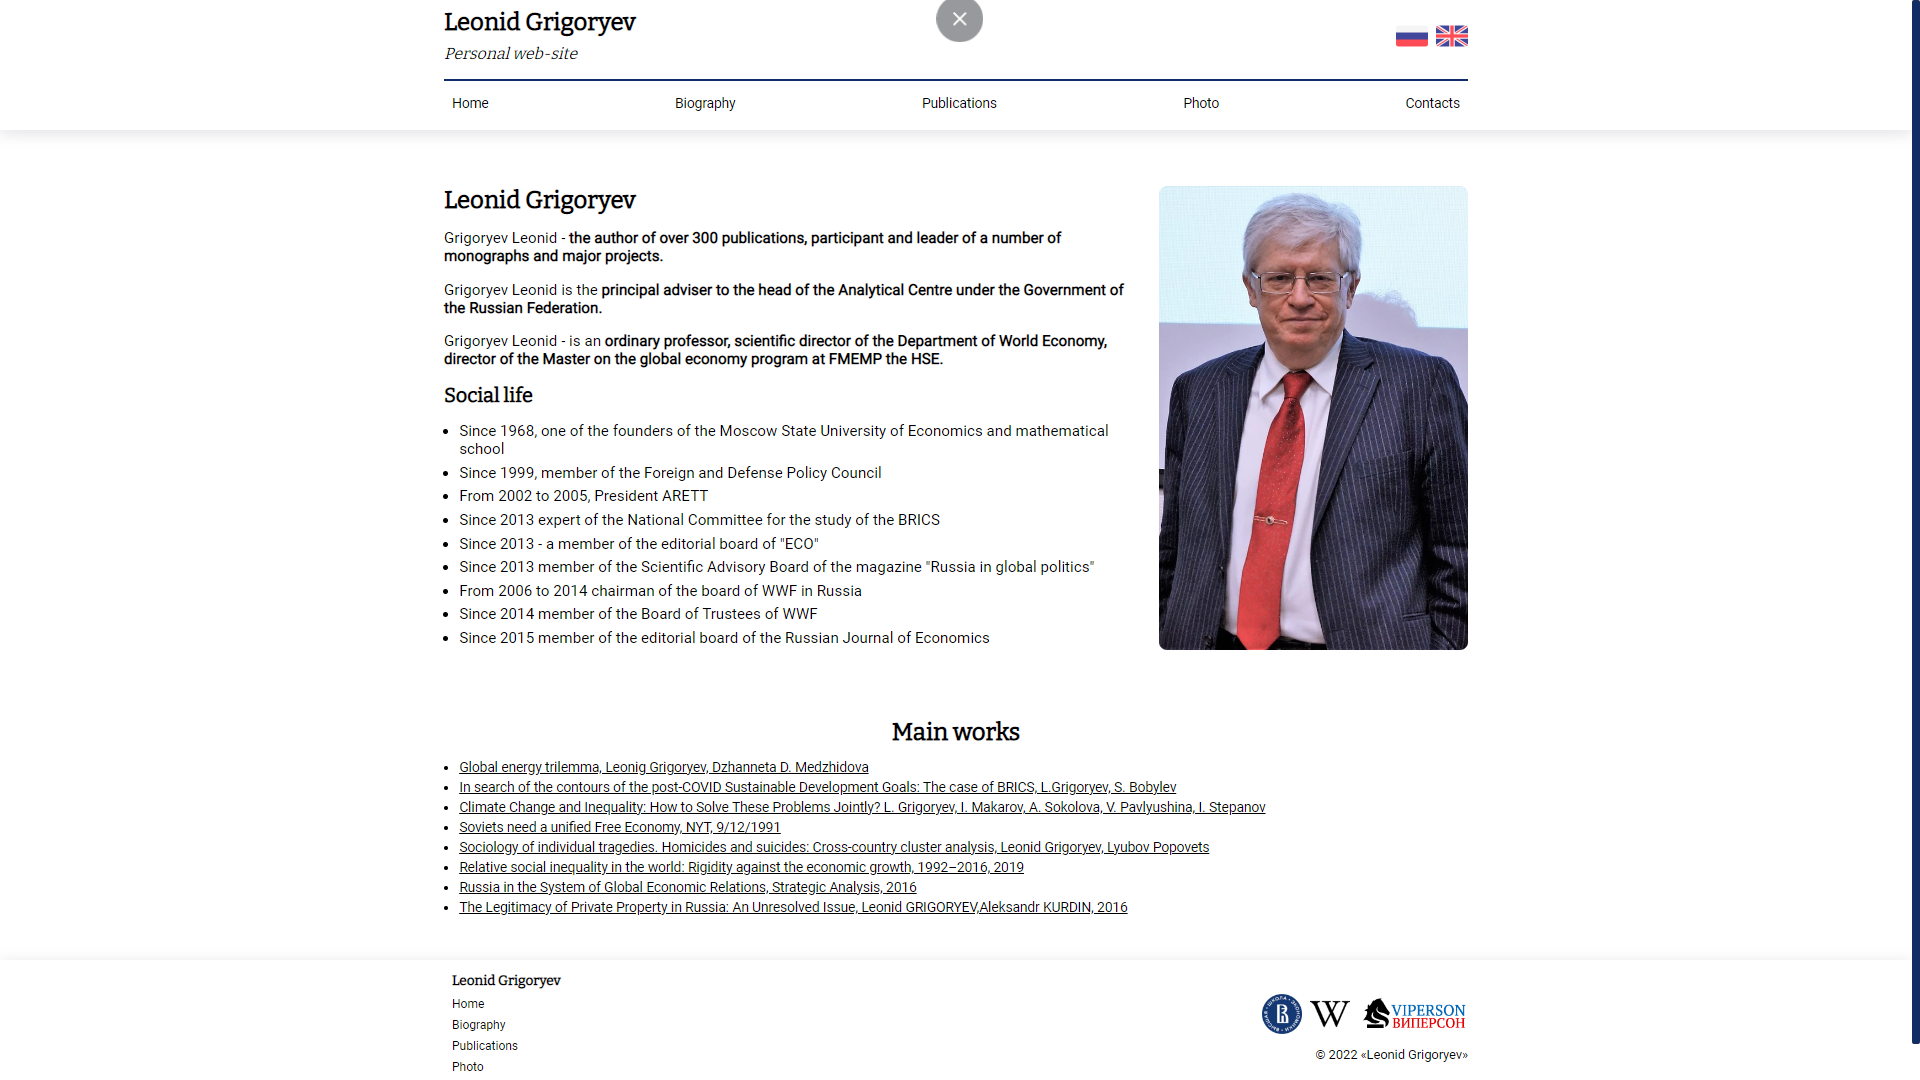 Leonid Grigoryev
Personal web-site
Home
Biography
Publications
Photo
Contacts
Leonid Grigoryev
Grigoryev Leonid - the author of over 300 publications, participant and leader of a number of
monographs and major projects.
Grigoryev Leonid is the principal adviser to the head of the Analytical Centre under the Government of
the Russian Federation.
Grigoryev Leonid - is an ordinary professor, scientific director of the Department of World Economy,
director of the Master on the global economy program at FMEMP the HSE.
Social life
Since 1968, one of the founders of the Moscow State University of Economics and mathematical
school
Since 1999, member of the Foreign and Defense Policy Council
From 2002 to 2005, President ARETT
Since 2013 expert of the National Committee for the study of the BRICS
Since 2013 - a member of the editorial board of "ECO"
Since 2013 member of the Scientific Advisory Board of the magazine "Russia in global politics"
From 2006 to 2014 chairman of the board of WWF in Russia
Since 2014 member of the Board of Trustees of WWF
Since 2015 member of the editorial board of the Russian Journal of Economics
Main works
Global energy trilemma, Leonig Grigoryev, Dzhanneta D. Medzhidova
In search of the contours of the post-COVID Sustainable Development Goals: The case of BRICS, L.Grigoryev, S. Bobylev
Climate Change and Inequality: How to Solve These Problems Jointly? L. Grigoryev, I. Makarov, A. Sokolova, V. Pavlyushina, I. Stepanov
Soviets need a unified Free Economy, NYT, 9/12/1991
Sociology of individual tragedies. Homicides and suicides: Cross-country cluster analysis, Leonid Grigoryev, Lyubov Popovets
Relative social inequality in the world: Rigidity against the economic growth, 1992–2016, 2019
Russia in the System of Global Economic Relations, Strategic Analysis, 2016
The Legitimacy of Private Property in Russia: An Unresolved Issue, Leonid GRIGORYEV,Aleksandr KURDIN, 2016
Leonid Grigoryev
Home
Biography
Publications
Photo
W
VIPERSON
ВИПЕРСОН
© 2022 «Leonid Grigoryev»